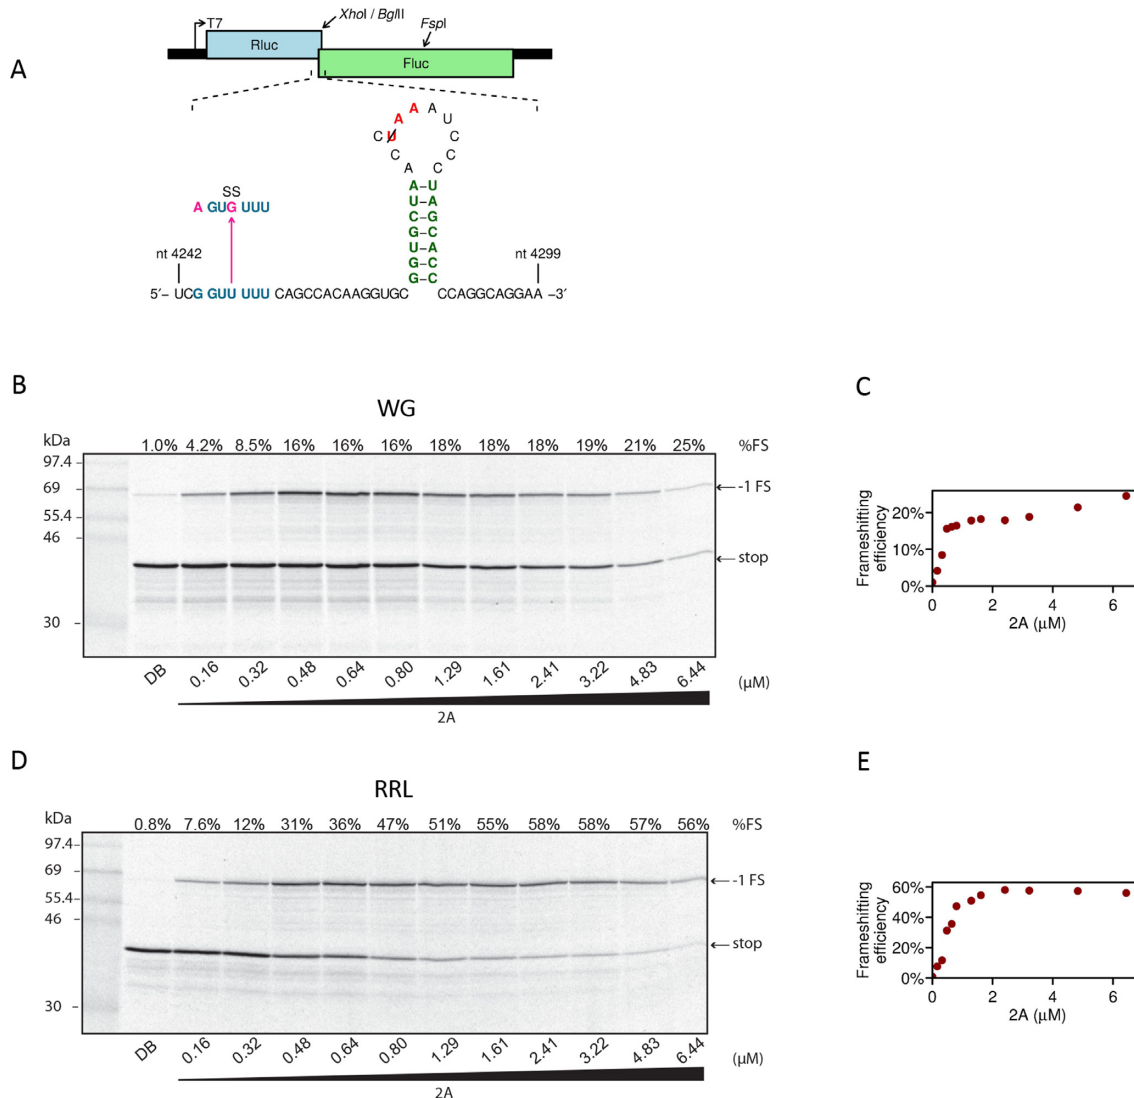 A
T7
XhoI / BglII
FspI
Rluc
Fluc
A A A U
C U C
C C
A C
A–U
U–A
C–G
G–C
U–A
G–C
G–C
SS
A GUG UUU
nt 4242
nt 4299
5′– UCG GUU UUU CAGCCACAAGGUGC CCAGGCAGGAA –3′
B
WG
kDa
1.0% 4.2% 8.5% 16% 16% 16% 18% 18% 18% 19% 21% 25% %FS
97.4
69
-1 FS
55.4
46
stop
30
DB 0.16 0.32 0.48 0.64 0.80 1.29 1.61 2.41 3.22 4.83 6.44 (μM)
2A
C
Frameshifting
efficiency
20%
10%
0%
0 2 4 6
2A (μM)
D
RRL
kDa
0.8% 7.6% 12% 31% 36% 47% 51% 55% 58% 58% 57% 56% %FS
97.4
69
-1 FS
55.4
46
stop
30
DB 0.16 0.32 0.48 0.64 0.80 1.29 1.61 2.41 3.22 4.83 6.44 (μM)
2A
E
Frameshifting
efficiency
60%
40%
20%
0%
0 2 4 6
2A (μM)